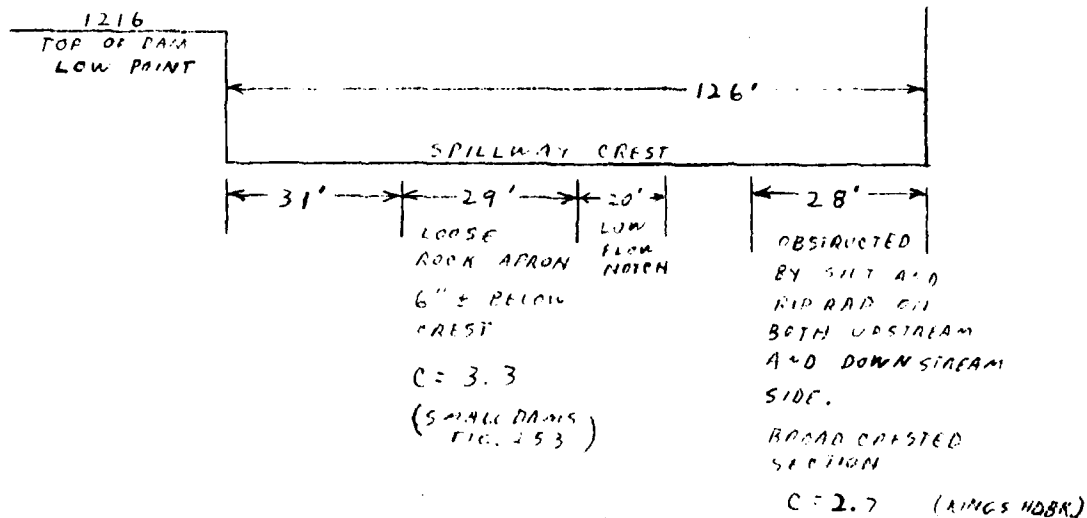 1216
TOP OF DAM
LOW POINT
126'
SPILLWAY CREST
31' 29' 20' 28'
LOOSE
ROCK APRON
6" ± BELOW
CREST
C = 3.3
(SMALL DAMS
FIG. 253)
LOW
FLOW
NOTCH
OBSTRUCTED
BY SILT AND
RIPRAP ON
BOTH UPSTREAM
AND DOWNSTREAM
SIDE.
BROAD CRESTED
SECTION
C = 2.7 (KINGS HDBK)